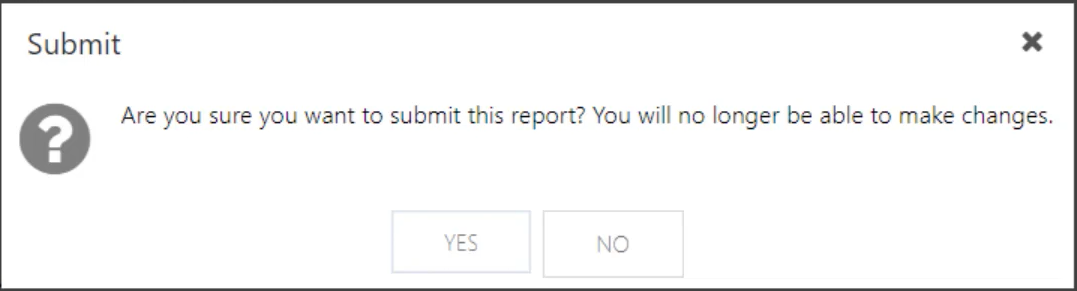 Submit
Are you sure you want to submit this report? You will no longer be able to make changes.
YES
NO